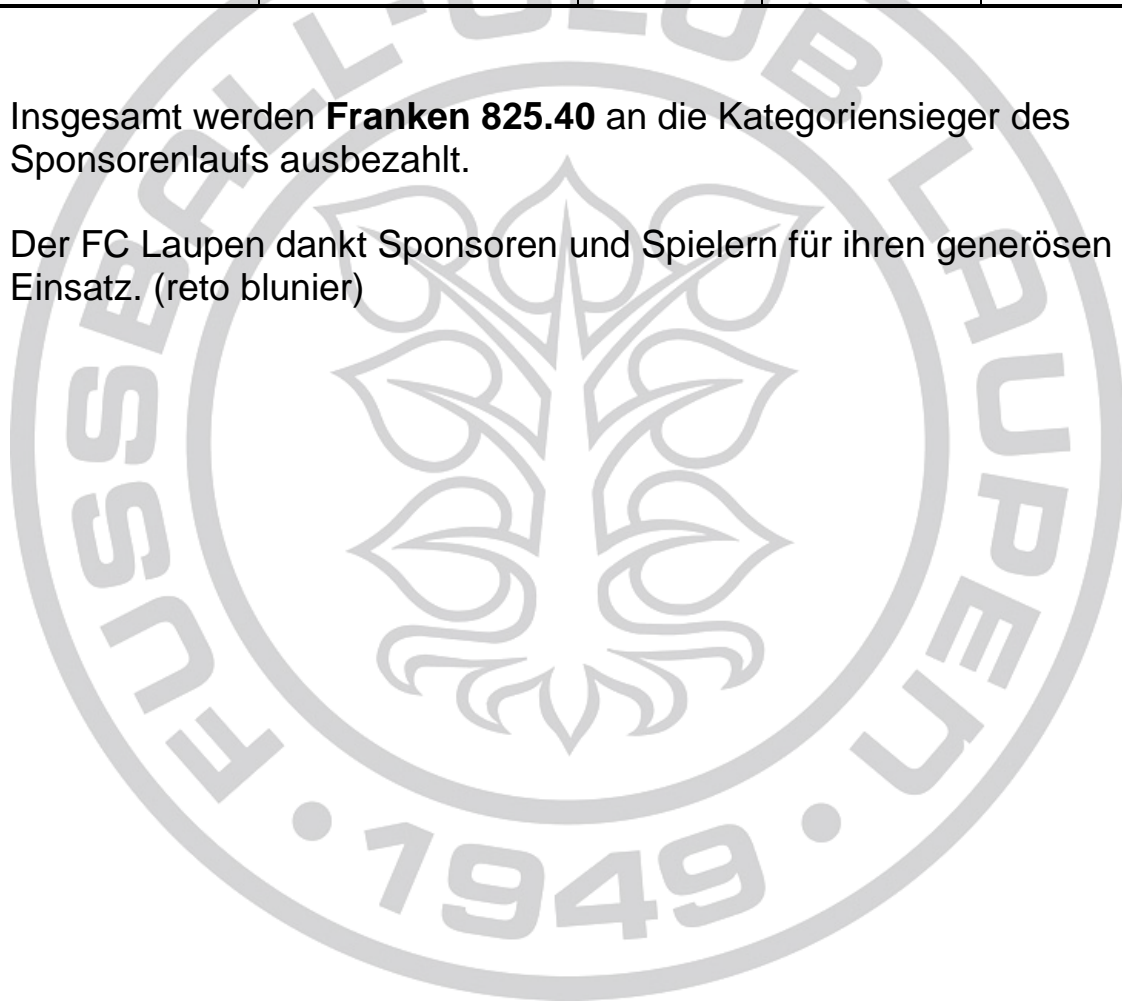 Insgesamt werden Franken 825.40 an die Kategoriensieger des
Sponsorenlaufs ausbezahlt.
Der FC Laupen dankt Sponsoren und Spielern für ihren generösen
Einsatz. (reto blunier)
FUSSBALL-CLUB LAUPEN
• 1949 •